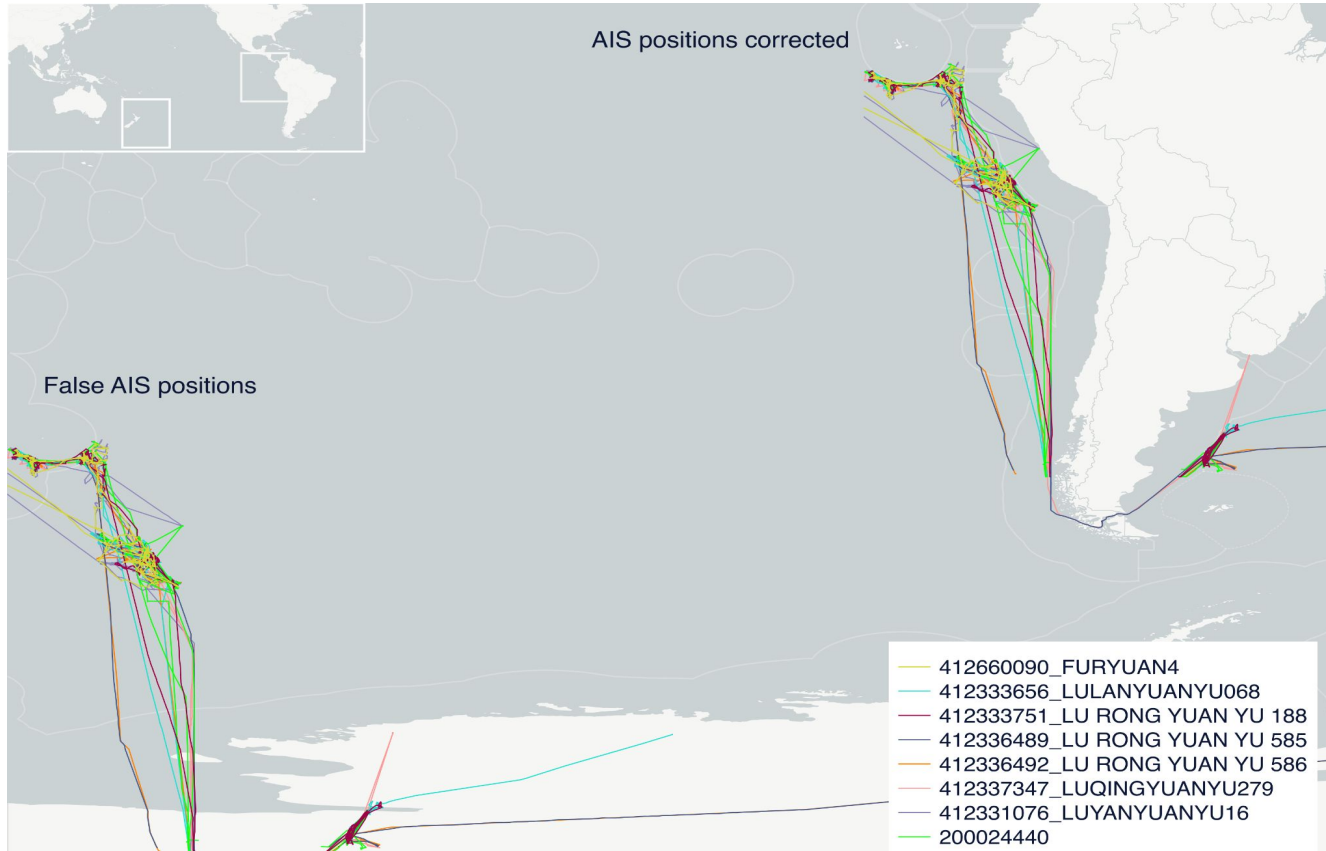 AIS positions corrected
False AIS positions
412660090_FURYUAN4
412333656_LULANYUANYU068
412333751_LU RONG YUAN YU 188
412336489_LU RONG YUAN YU 585
412336492_LU RONG YUAN YU 586
412337347_LUQINGYUANYU279
412331076_LUYANYUANYU16
200024440